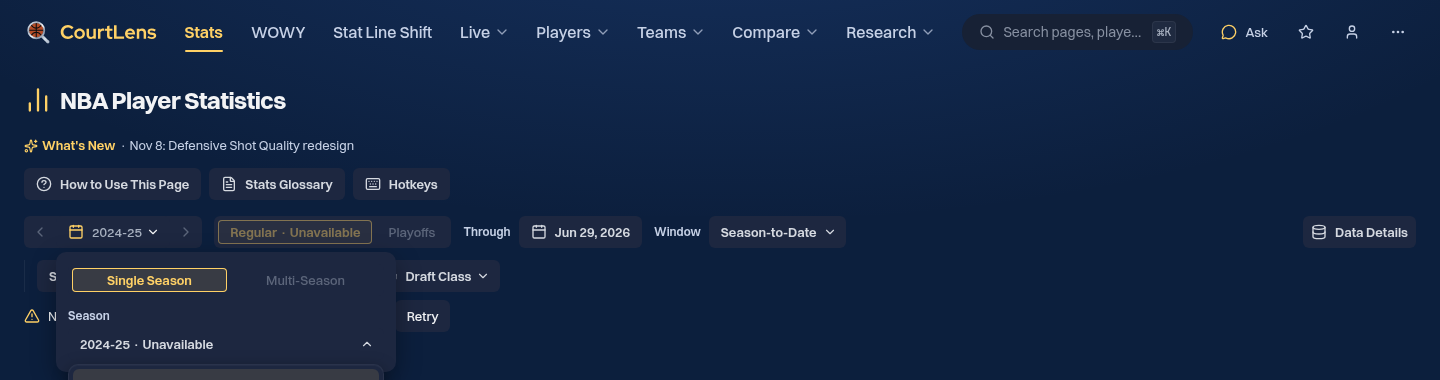 CourtLens Stats WOWY Stat Line Shift Live Players Teams Compare Research Search pages, playe... ⌘K Ask
NBA Player Statistics
What's New · Nov 8: Defensive Shot Quality redesign
How to Use This Page Stats Glossary Hotkeys
2024-25 Regular · Unavailable Playoffs Through Jun 29, 2026 Window Season-to-Date Data Details
Draft Class
Single Season Multi-Season
Retry
Season
2024-25 · Unavailable